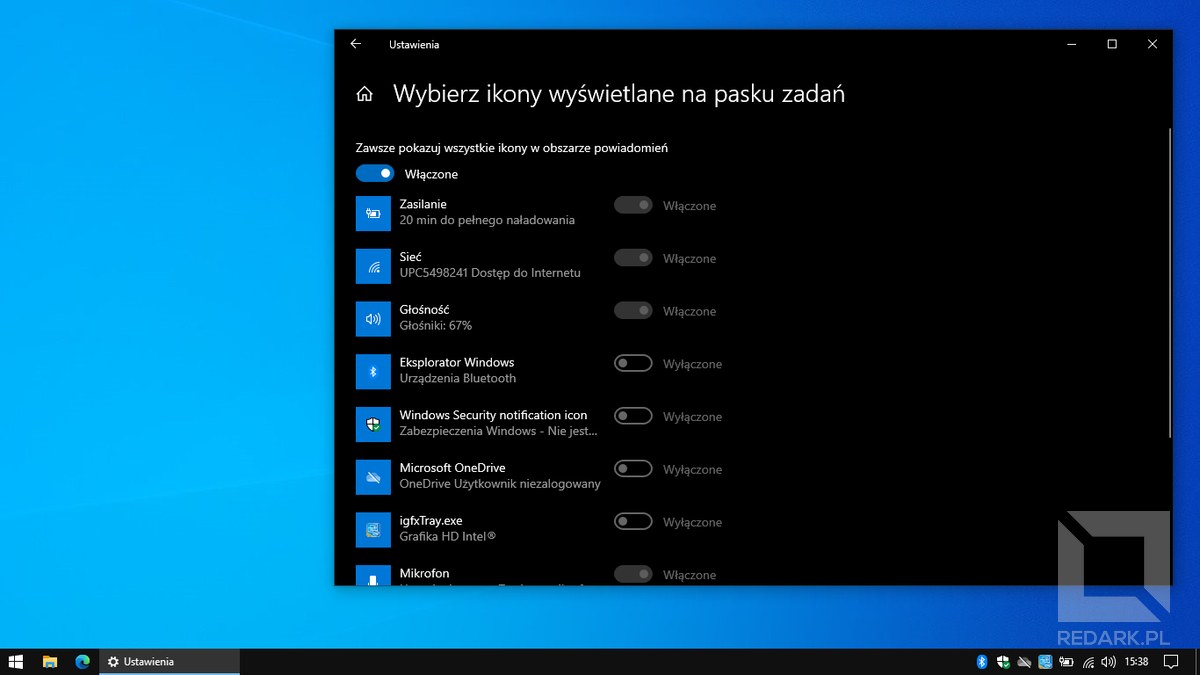 Ustawienia
Wybierz ikony wyświetlane na pasku zadań
Zawsze pokazuj wszystkie ikony w obszarze powiadomień
Włączone
Zasilanie
20 min do pełnego naładowania
Włączone
Sieć
UPC5498241 Dostęp do Internetu
Włączone
Głośność
Głośniki: 67%
Włączone
Eksplorator Windows
Urządzenia Bluetooth
Wyłączone
Windows Security notification icon
Zabezpieczenia Windows - Nie jest...
Wyłączone
Microsoft OneDrive
OneDrive Użytkownik niezalogowany
Wyłączone
igfxTray.exe
Grafika HD Intel®
Wyłączone
Mikrofon
Włączone
REDARK.PL
Ustawienia
15:38